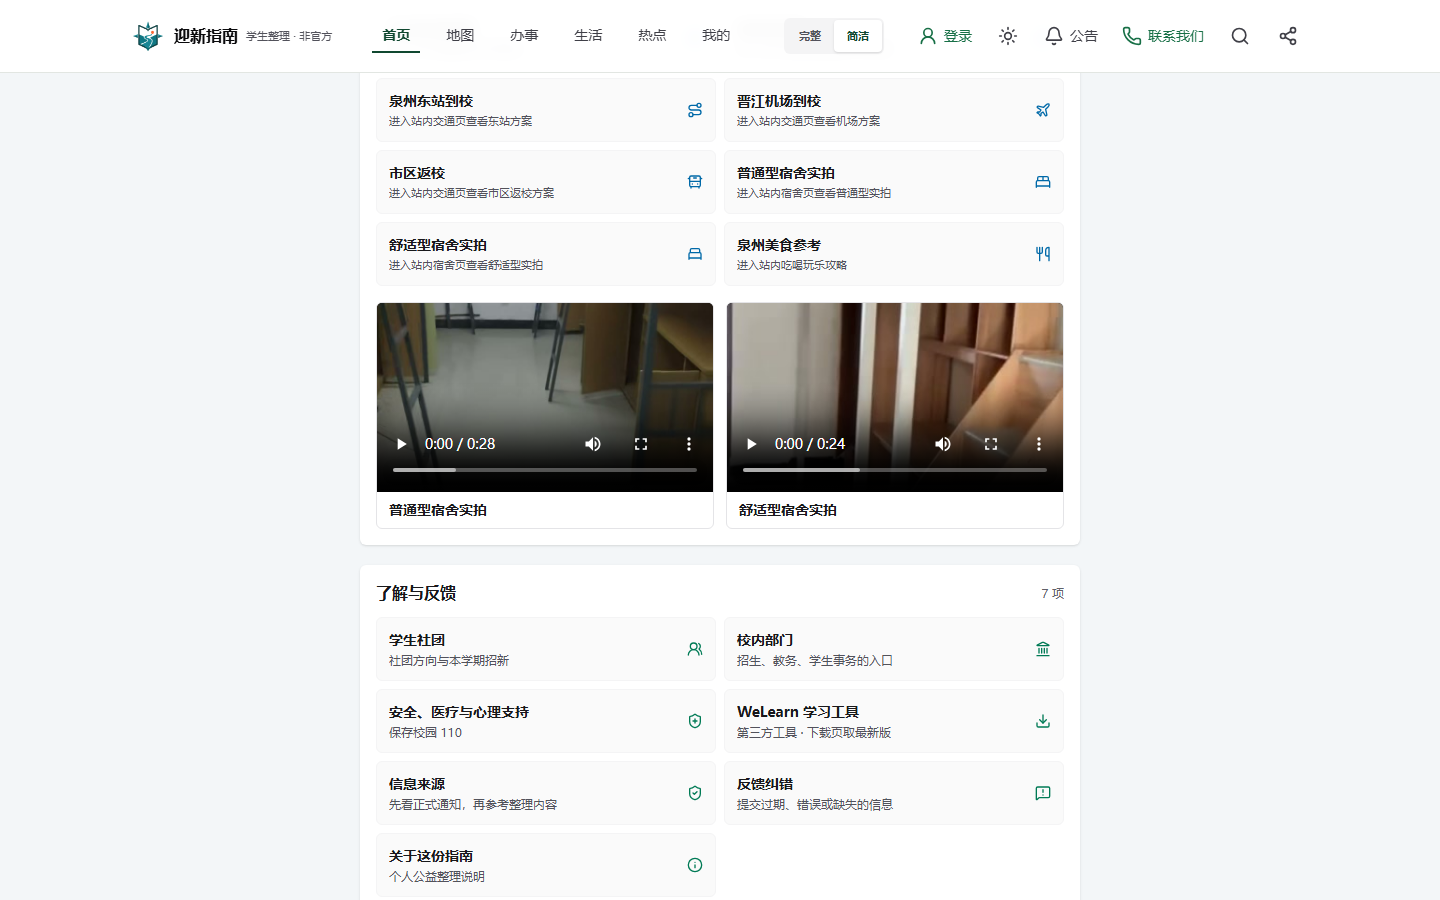 迎新指南 学生整理 · 非官方 首页 地图 办事 生活 热点 我的 完整 简洁 登录 公告 联系我们
泉州东站到校
进入站内交通页查看东站方案
晋江机场到校
进入站内交通页查看机场方案
市区返校
进入站内交通页查看市区返校方案
普通型宿舍实拍
进入站内宿舍页查看普通型实拍
舒适型宿舍实拍
进入站内宿舍页查看舒适型实拍
泉州美食参考
进入站内吃喝玩乐攻略
0:00 / 0:28
0:00 / 0:24
普通型宿舍实拍
舒适型宿舍实拍
了解与反馈
7 项
学生社团
社团方向与本学期招新
校内部门
招生、教务、学生事务的入口
安全、医疗与心理支持
保存校园 110
WeLearn 学习工具
第三方工具 · 下载页取最新版
信息来源
先看正式通知，再参考整理内容
反馈纠错
提交过期、错误或缺失的信息
关于这份指南
个人公益整理说明